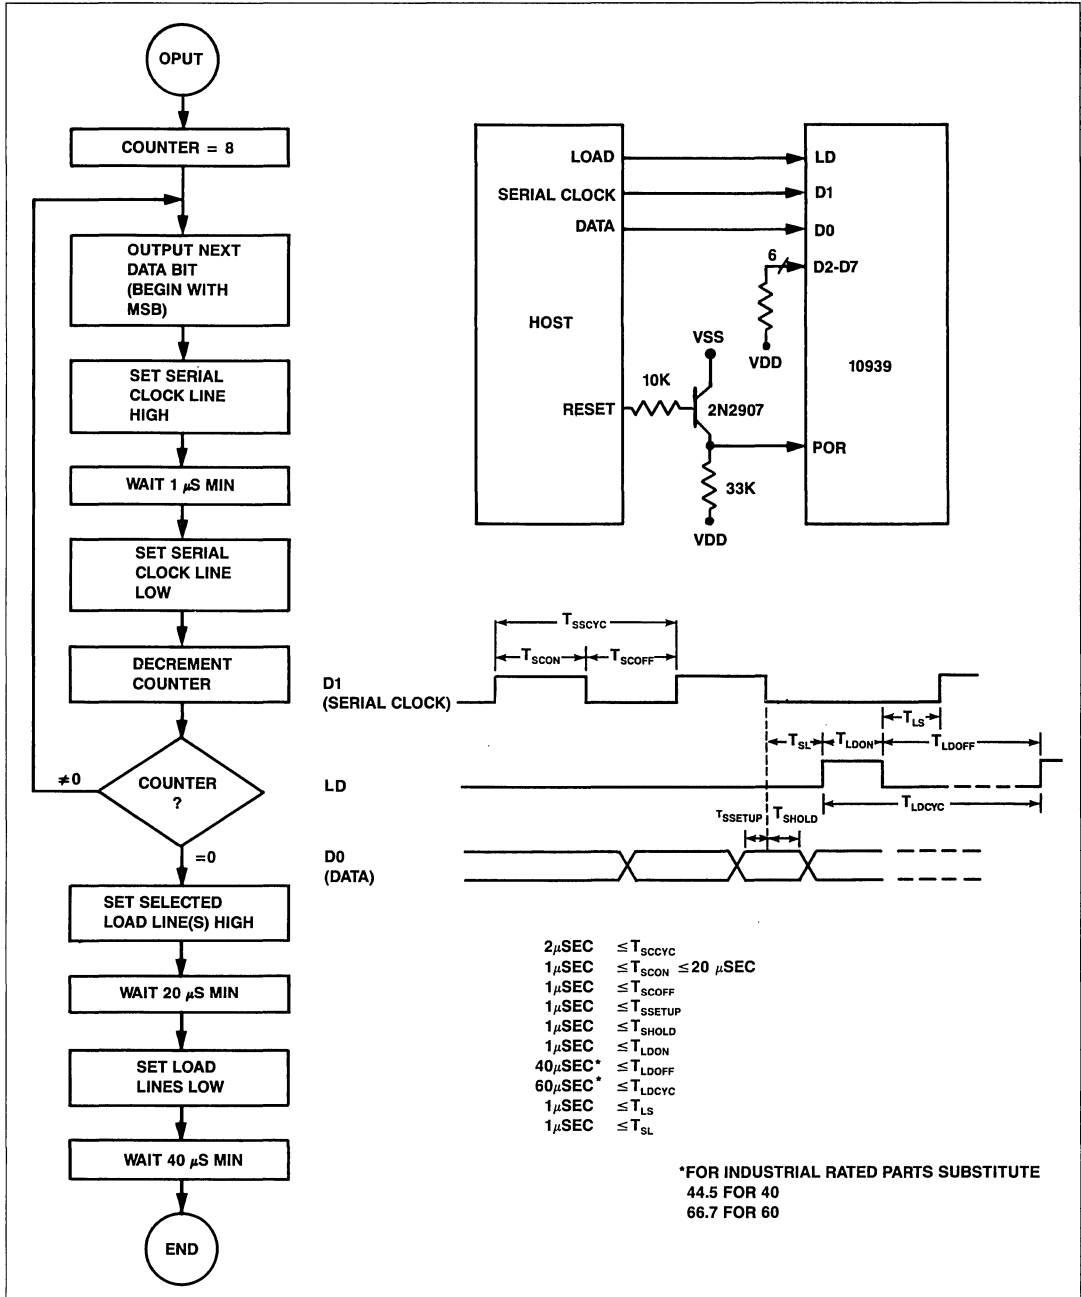 OPUT
COUNTER = 8
OUTPUT NEXT
DATA BIT
(BEGIN WITH
MSB)
SET SERIAL
CLOCK LINE
HIGH
WAIT 1 μS MIN
SET SERIAL
CLOCK LINE
LOW
DECREMENT
COUNTER
≠0
COUNTER
?
=0
SET SELECTED
LOAD LINE(S) HIGH
WAIT 20 μS MIN
SET LOAD
LINES LOW
WAIT 40 μS MIN
END
LOAD
LD
SERIAL CLOCK
D1
DATA
D0
6
D2-D7
HOST
VSS
VDD
10939
10K
RESET
2N2907
POR
33K
VDD
TSSCYC
TSCON
TSCOFF
D1
(SERIAL CLOCK)
TLS
TSL
TLDON
TLDOFF
LD
TLDCYC
TSSETUP
TSHOLD
D0
(DATA)
2μSEC ≤TSCCYC
1μSEC ≤TSCON ≤20 μSEC
1μSEC ≤TSCOFF
1μSEC ≤TSSETUP
1μSEC ≤TSHOLD
1μSEC ≤TLDON
40μSEC* ≤TLDOFF
60μSEC* ≤TLDCYC
1μSEC ≤TLS
1μSEC ≤TSL
*FOR INDUSTRIAL RATED PARTS SUBSTITUTE
44.5 FOR 40
66.7 FOR 60